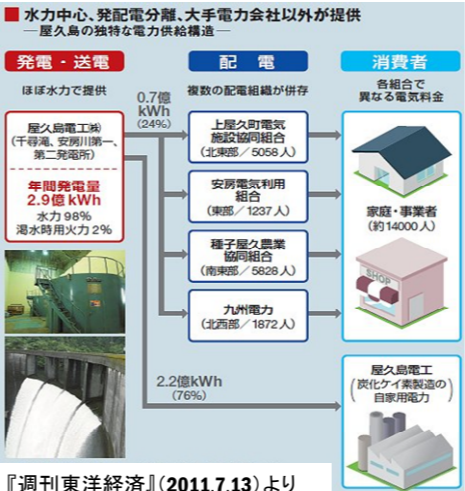 ■ 水力中心、発配電分離、大手電力会社以外が提供
―屋久島の独特な電力供給構造―
発電・送電
ほぼ水力で提供
屋久島電工㈱
(千尋滝、安房川第一、
第二発電所)
年間発電量
2.9億kWh
水力98%
渇水時用火力2%
0.7億
kWh
(24%)
配電
複数の配電組織が併存
上屋久町電気
施設協同組合
(北東部/5058人)
安房電気利用
組合
(東部/1237人)
種子屋久農業
協同組合
(南東部/5828人)
九州電力
(北西部/1872人)
2.2億kWh
(76%)
消費者
各組合で
異なる電気料金
家庭・事業者
(約14000人)
SHOP
屋久島電工
(炭化ケイ素製造の
自家用電力)
『週刊東洋経済』(2011.7.13)より